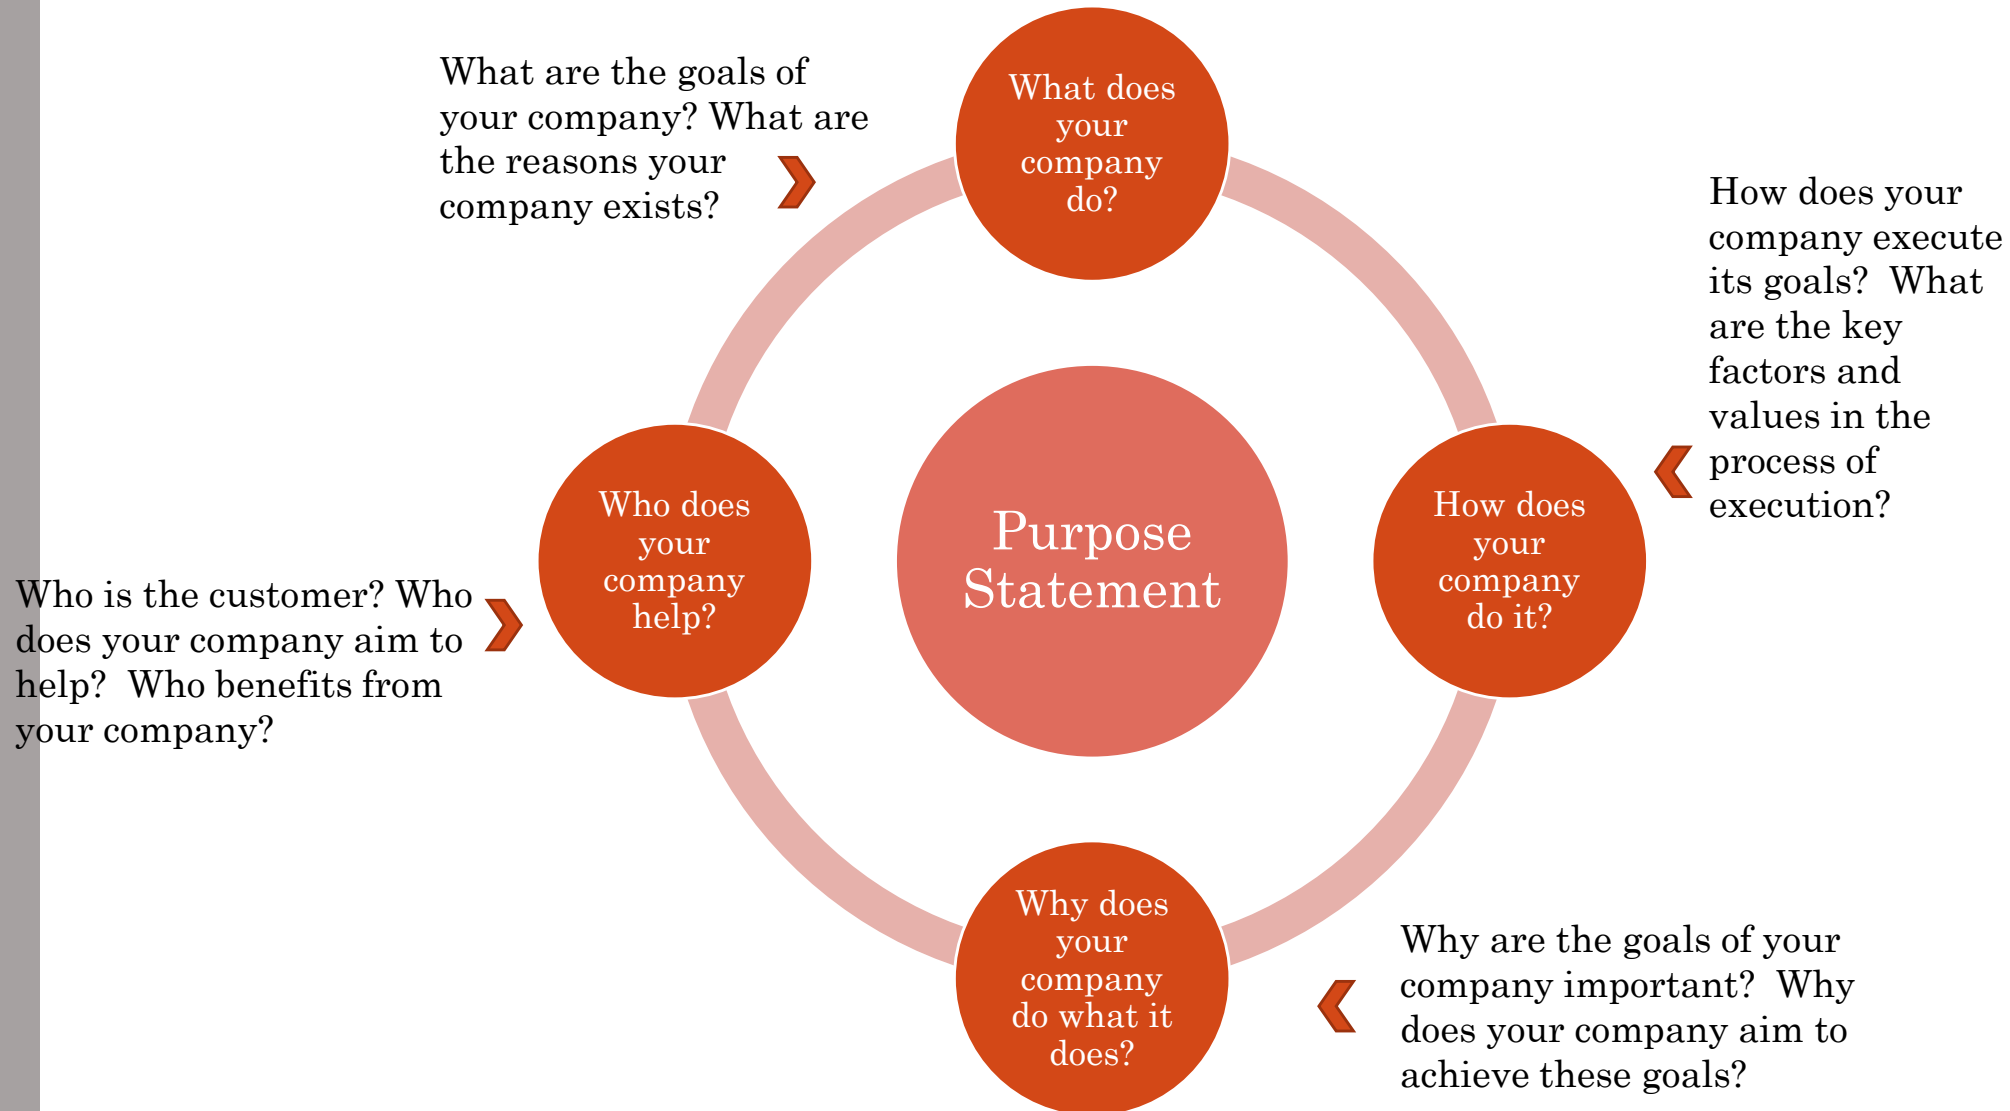 What are the goals of
your company? What are
the reasons your
company exists?
What does
your
company
do?
How does your
company execute
its goals?  What
are the key
factors and
values in the
process of
execution?
Who does
your
company
help?
Purpose
Statement
How does
your
company
do it?
Who is the customer? Who
does your company aim to
help?  Who benefits from
your company?
Why does
your
company
do what it
does?
Why are the goals of your
company important?  Why
does your company aim to
achieve these goals?